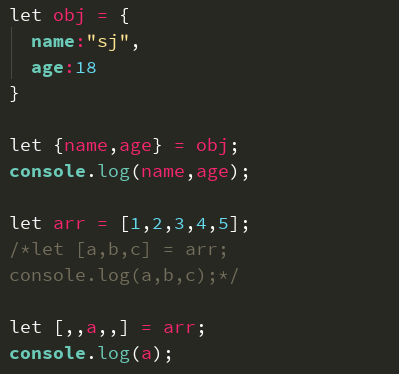 let obj = {
  name:"sj",
  age:18
}

let {name,age} = obj;
console.log(name,age);

let arr = [1,2,3,4,5];
/*let [a,b,c] = arr;
console.log(a,b,c);*/

let [,,a,,] = arr;
console.log(a);